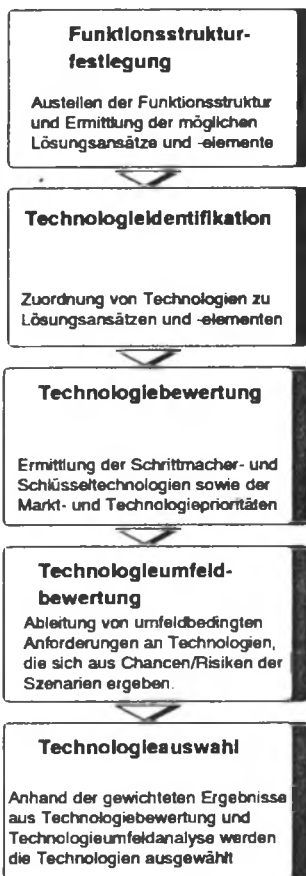 Funktionsstruktur-
festlegung
Austellen der Funktionsstruktur
und Ermittlung der möglichen
Lösungsansätze und -elemente
Technologieidentifikation
Zuordnung von Technologien zu
Lösungsansätzen und -elementen
Technologiebewertung
Ermittlung der Schrittmacher- und
Schlüsseltechnologien sowie der
Markt- und Technologieprioritäten
Technologieumfeld-
bewertung
Ableitung von umfeldbedingten
Anforderungen an Technologien,
die sich aus Chancen/Risiken der
Szenarien ergeben.
Technologieauswahl
Anhand der gewichteten Ergebnisse
aus Technologiebewertung und
Technologieumfeldanalyse werden
die Technologien ausgewählt